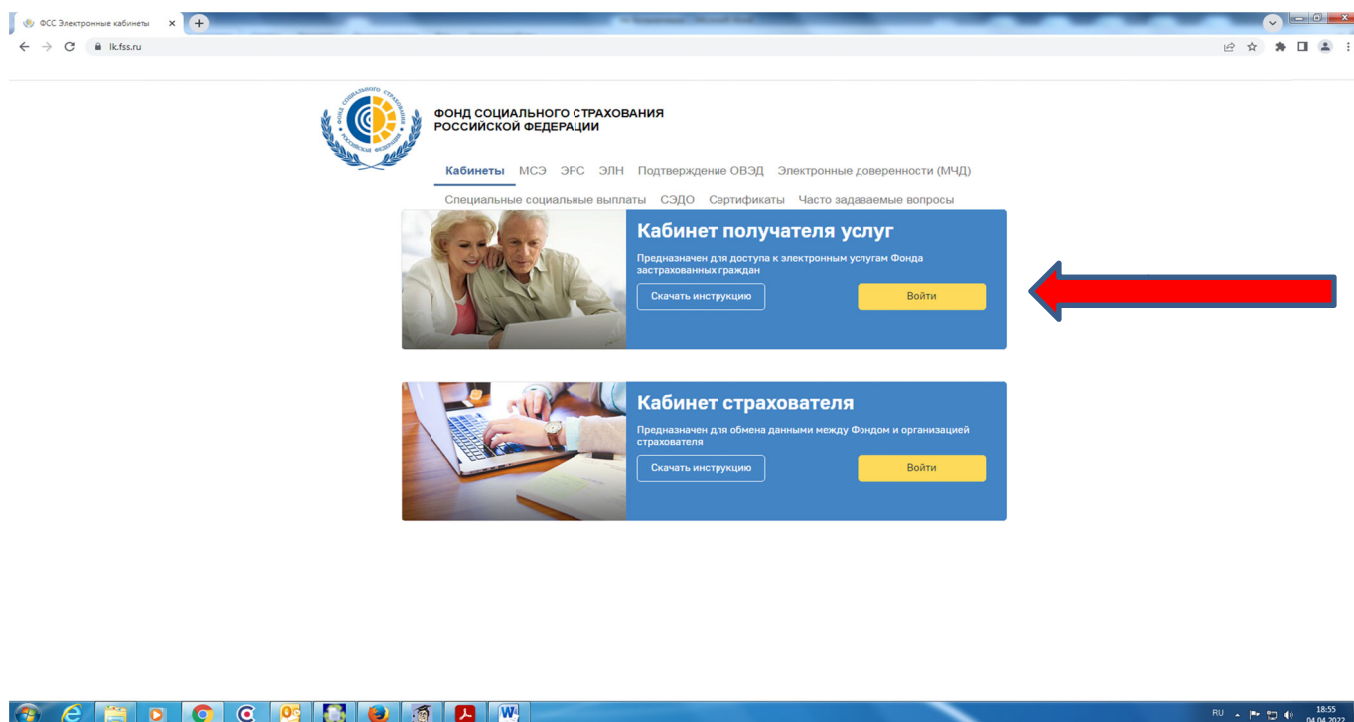 ФСС Электронные кабинеты
lk.fss.ru
ФОНД СОЦИАЛЬНОГО СТРАХОВАНИЯ
РОССИЙСКОЙ ФЕДЕРАЦИИ
Кабинеты МСЭ ЭРС ЭЛН Подтверждение ОВЭД Электронные доверенности (МЧД)
Специальные социальные выплаты СЭДО Сертификаты Часто задаваемые вопросы
Кабинет получателя услуг
Предназначен для доступа к электронным услугам Фонда
застрахованных граждан
Скачать инструкцию Войти
Кабинет страхователя
Предназначен для обмена данными между Фондом и организацией
страхователя
Скачать инструкцию Войти
RU 18:55
04.04.2022